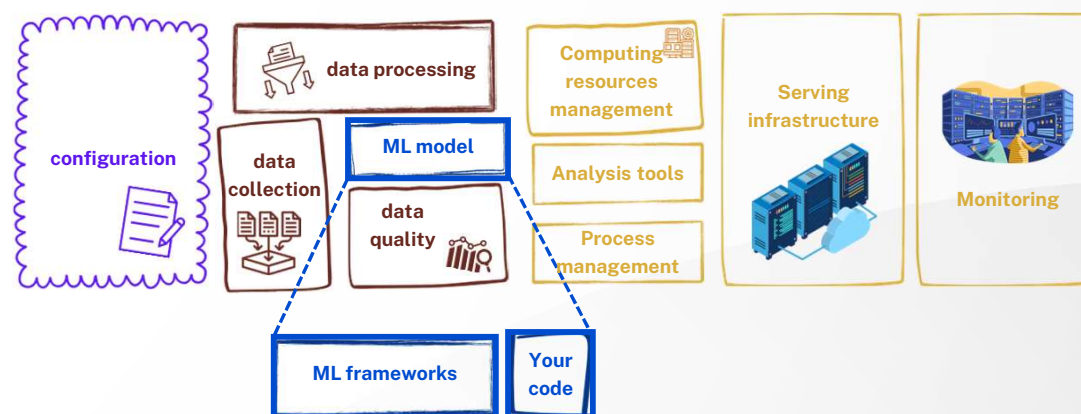 configuration
data processing
data
collection
ML model
data
quality
Computing
resources
management
Analysis tools
Process
management
Serving
infrastructure
Monitoring
ML frameworks
Your
code